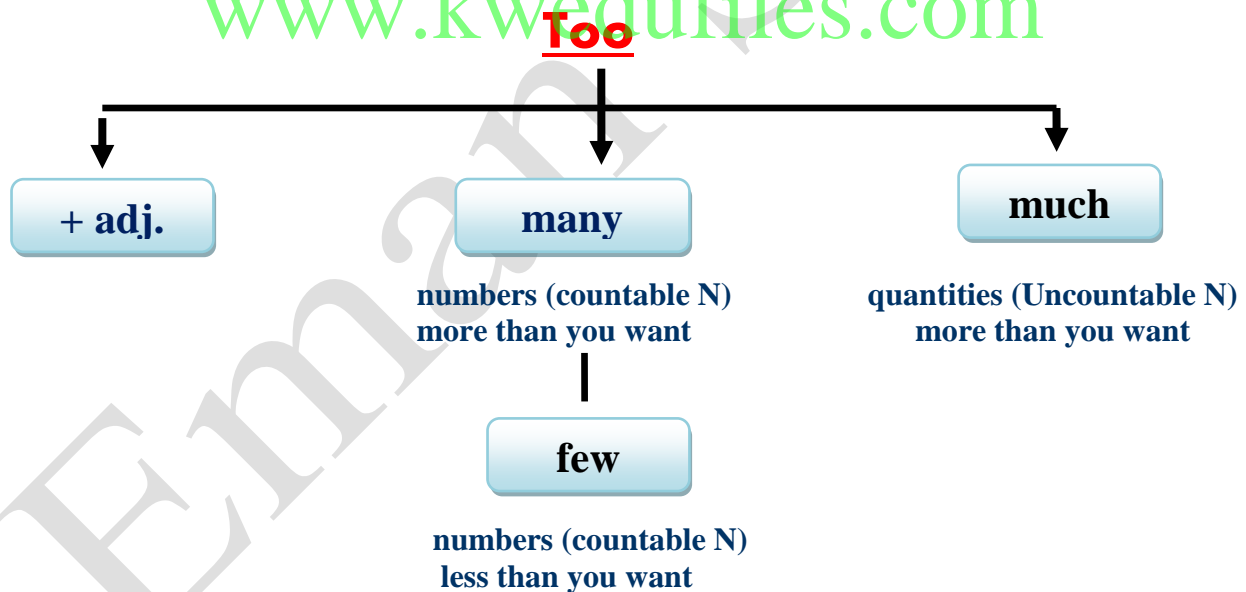 www.kwedufiles.com
Too
+ adj.
many
much
numbers (countable N)
more than you want
quantities (Uncountable N)
more than you want
few
numbers (countable N)
less than you want
Eman